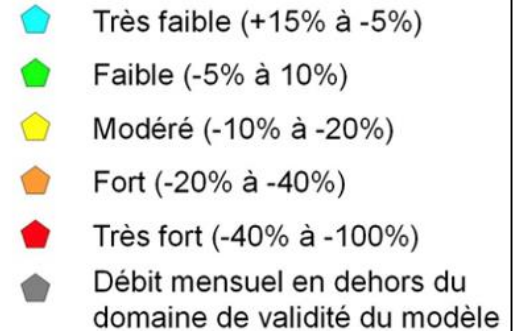 Très faible (+15% à -5%)
Faible (-5% à 10%)
Modéré (-10% à -20%)
Fort (-20% à -40%)
Très fort (-40% à -100%)
Débit mensuel en dehors du
domaine de validité du modèle